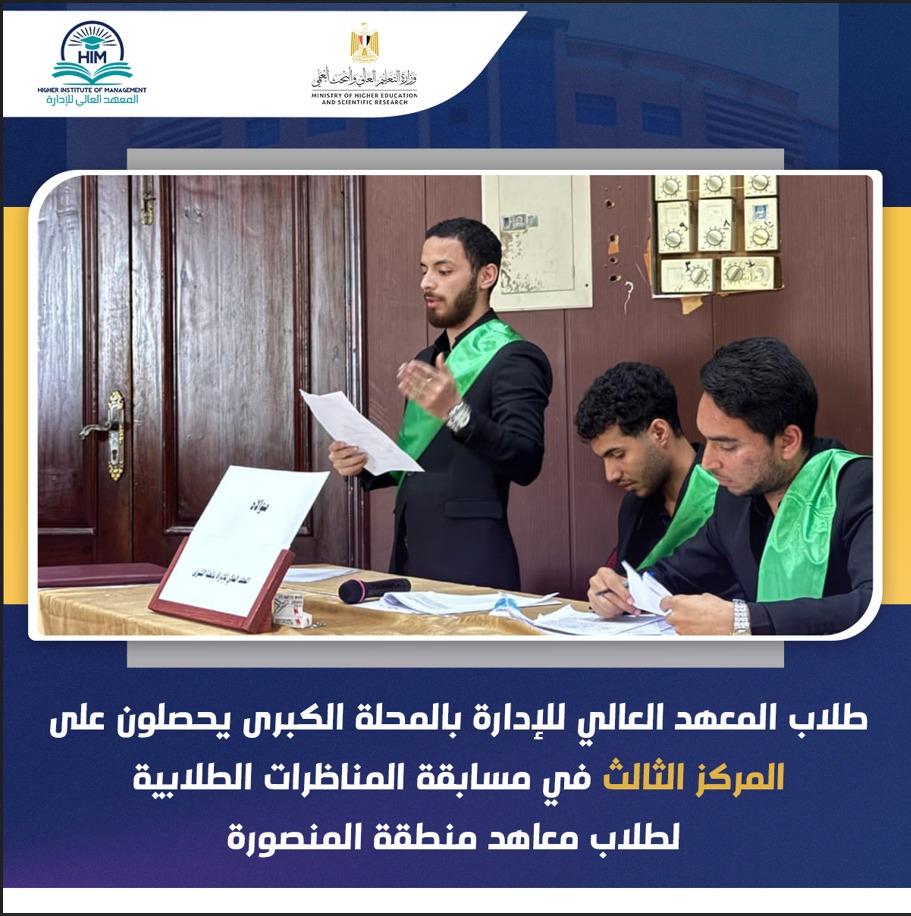 HIM
HIGHER INSTITUTE OF MANAGEMENT
المعهد العالي للإدارة
وزارة التعليم العالي والبحث العلمي
MINISTRY OF HIGHER EDUCATION
AND SCIENTIFIC RESEARCH
طلاب المعهد العالي للإدارة بالمحلة الكبرى يحصلون على
المركز الثالث في مسابقة المناظرات الطلابية
لطلاب معاهد منطقة المنصورة